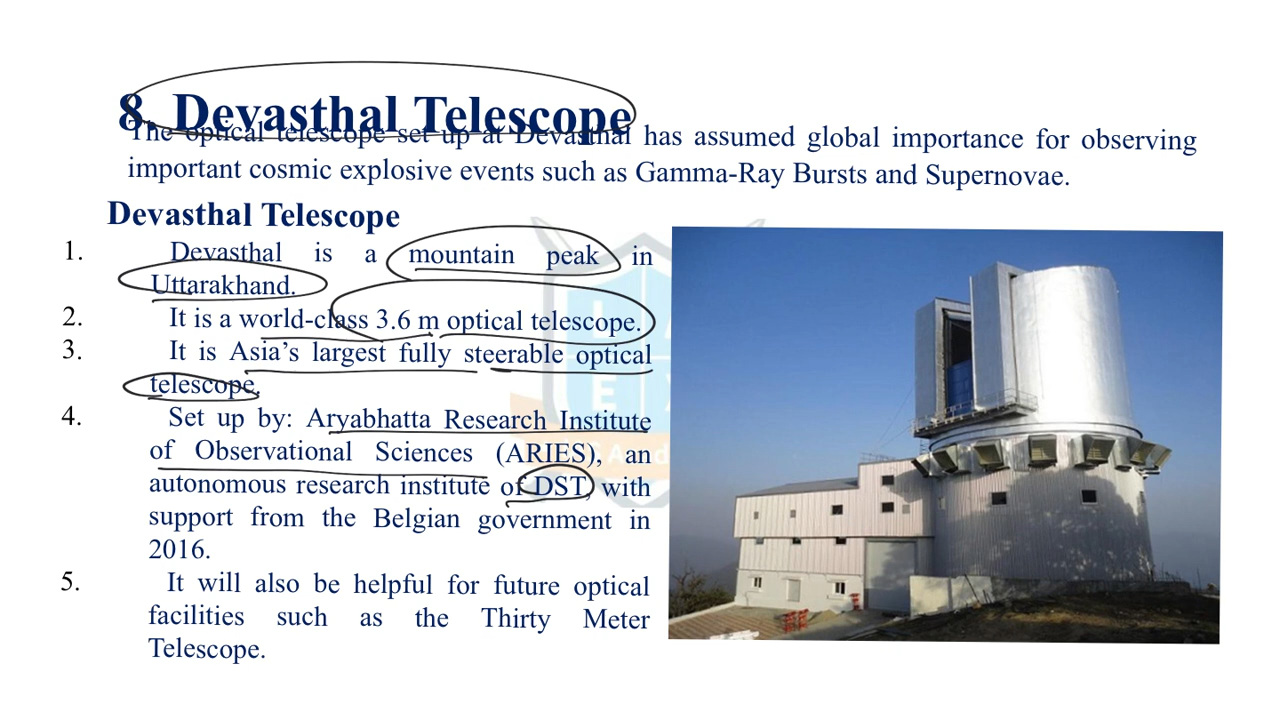 8. Devasthal Telescope
The optical telescope set up at Devasthal has assumed global importance for observing
important cosmic explosive events such as Gamma-Ray Bursts and Supernovae.
Devasthal Telescope
1. Devasthal is a mountain peak in
Uttarakhand.
2. It is a world-class 3.6 m optical telescope.
3. It is Asia’s largest fully steerable optical
telescope.
4. Set up by: Aryabhatta Research Institute
of Observational Sciences (ARIES), an
autonomous research institute of DST, with
support from the Belgian government in
2016.
5. It will also be helpful for future optical
facilities such as the Thirty Meter
Telescope.